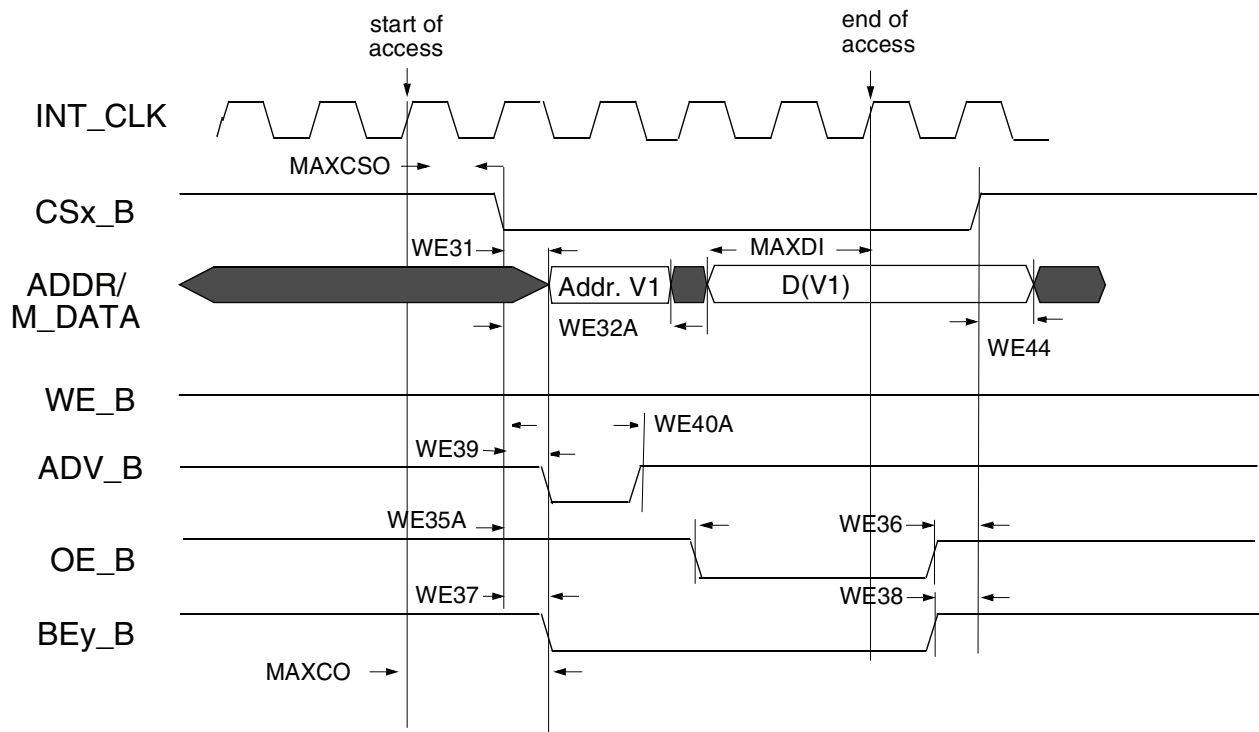 start of
access
end of
access
INT_CLK
MAXCSO
CSx_B
WE31
MAXDI
ADDR/
M_DATA
Addr. V1
D(V1)
WE32A
WE44
WE_B
WE40A
WE39
ADV_B
WE35A
WE36
OE_B
WE37
WE38
BEy_B
MAXCO